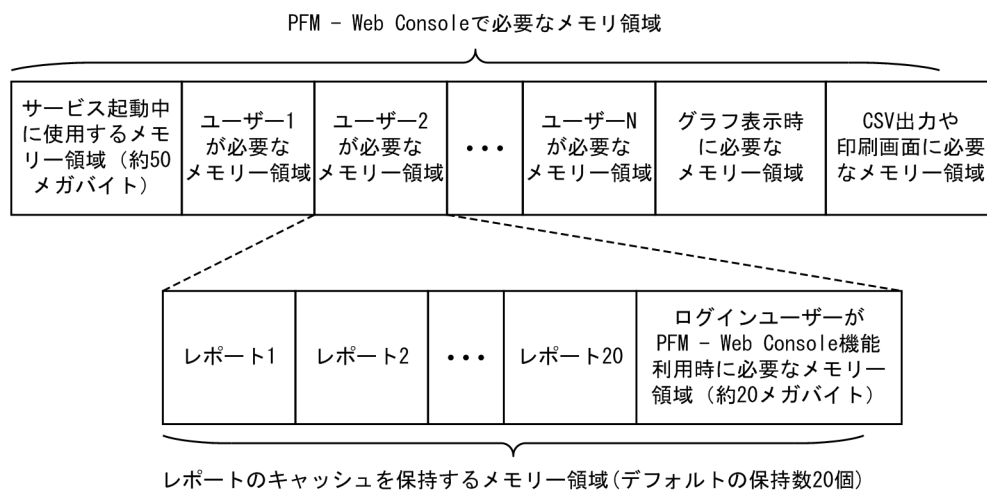 PFM - Web Consoleで必要なメモリ領域
サービス起動中
に使用するメモ
リー領域（約50
メガバイト）
ユーザー1
が必要な
メモリー領域
ユーザー2
が必要な
メモリー領域
・・・
ユーザーN
が必要な
メモリー領域
グラフ表示時
に必要な
メモリー領域
CSV出力や
印刷画面に必要
なメモリー領域
レポート1
レポート2
・・・
レポート20
ログインユーザーが
PFM - Web Console機能
利用時に必要なメモリー
領域（約20メガバイト）
レポートのキャッシュを保持するメモリー領域(デフォルトの保持数20個)